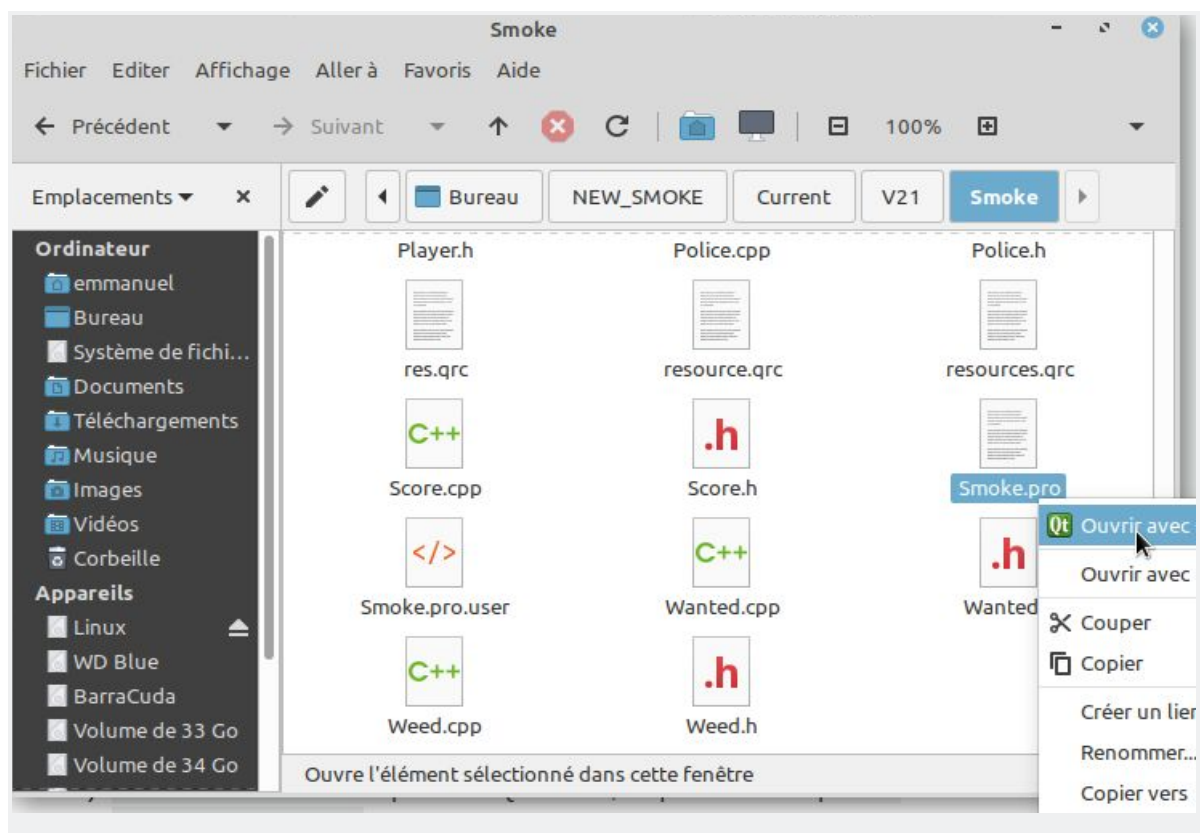 Smoke
Fichier Editer Affichage Aller à Favoris Aide
Précédent Suivant 100%
Emplacements
Bureau NEW_SMOKE Current V21 Smoke
Ordinateur
emmanuel
Bureau
Système de fichi...
Documents
Téléchargements
Musique
Images
Vidéos
Corbeille
Appareils
Linux
WD Blue
BarraCuda
Volume de 33 Go
Volume de 34 Go
Player.h Police.cpp Police.h
res.qrc resource.qrc resources.qrc
C++ .h
Score.cpp Score.h Smoke.pro
</> C++ .h
Smoke.pro.user Wanted.cpp Wanted
C++ .h
Weed.cpp Weed.h
Qt Ouvrir avec
Ouvrir avec
Couper
Copier
Créer un lien
Renommer...
Copier vers
Ouvre l'élément sélectionné dans cette fenêtre